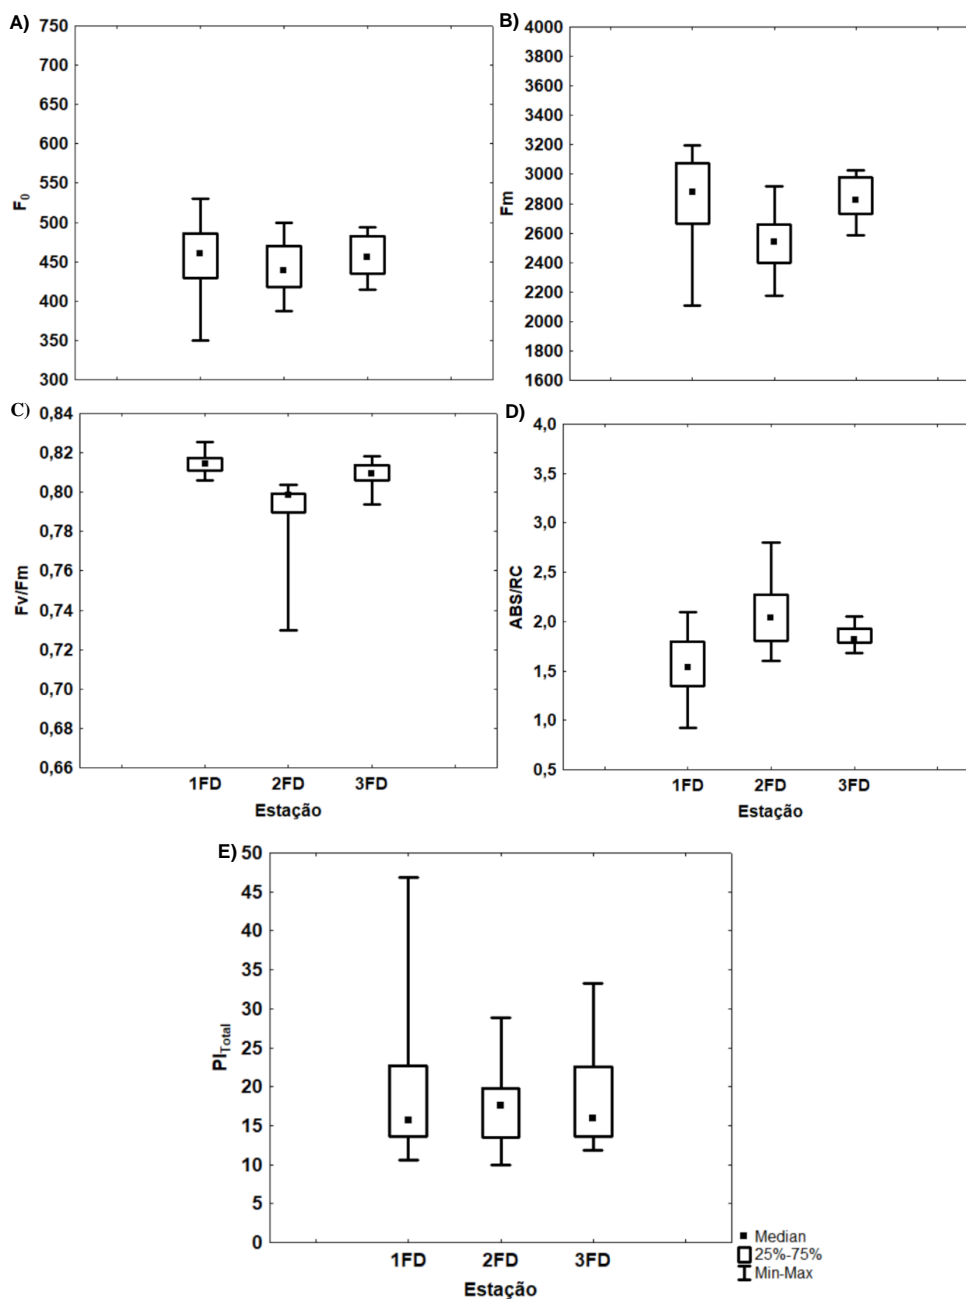 A)
750
700
650
600
550
500
450
400
350
300
F0
B)
4000
3800
3600
3400
3200
3000
2800
2600
2400
2200
2000
1800
1600
Fm
C)
0,84
0,82
0,80
0,78
0,76
0,74
0,72
0,70
0,68
0,66
Fv/Fm
1FD 2FD 3FD
Estação
D)
4,0
3,5
3,0
2,5
2,0
1,5
1,0
0,5
ABS/RC
1FD 2FD 3FD
Estação
E)
50
45
40
35
30
25
20
15
10
5
0
PITotal
1FD 2FD 3FD
Estação
Median
25%-75%
Min-Max